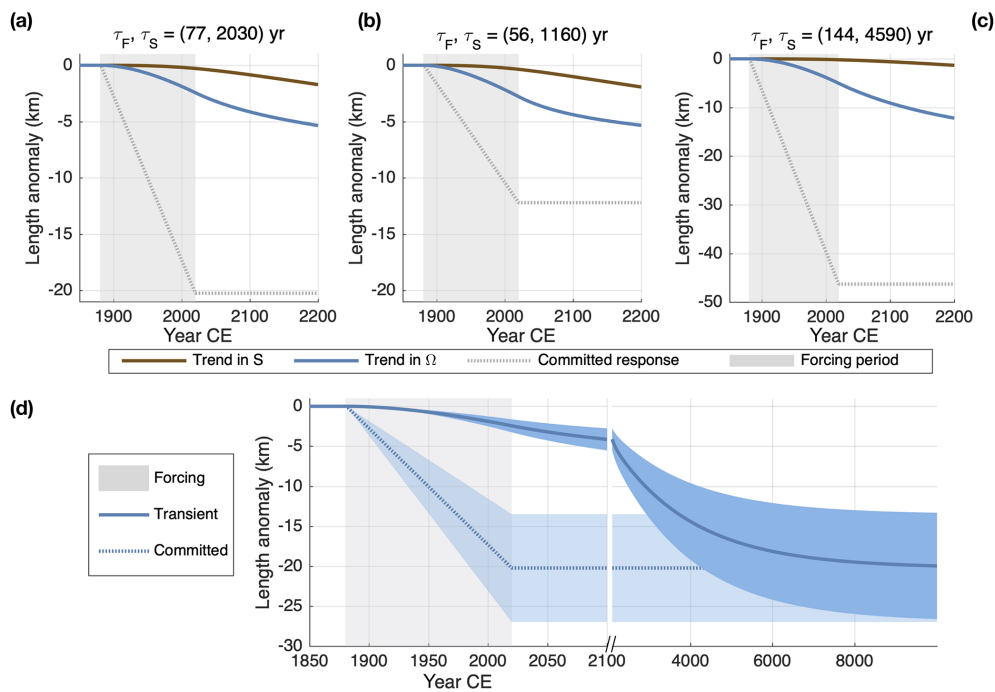 (a)
τF, τS = (77, 2030) yr
Length anomaly (km)
0
-5
-10
-15
-20
1900
2000
2100
2200
Year CE
(b)
τF, τS = (56, 1160) yr
Length anomaly (km)
0
-5
-10
-15
-20
1900
2000
2100
2200
Year CE
(c)
τF, τS = (144, 4590) yr
Length anomaly (km)
0
-10
-20
-30
-40
-50
1900
2000
2100
2200
Year CE
Trend in S
Trend in Ω
Committed response
Forcing period
(d)
Forcing
Transient
Committed
Length anomaly (km)
0
-5
-10
-15
-20
-25
-30
1850
1900
1950
2000
2050
2100
4000
6000
8000
Year CE